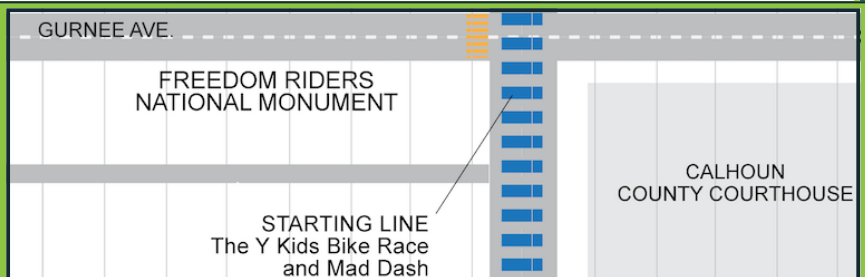 GURNEE AVE.
FREEDOM RIDERS
NATIONAL MONUMENT
CALHOUN
COUNTY COURTHOUSE
STARTING LINE
The Y Kids Bike Race
and Mad Dash